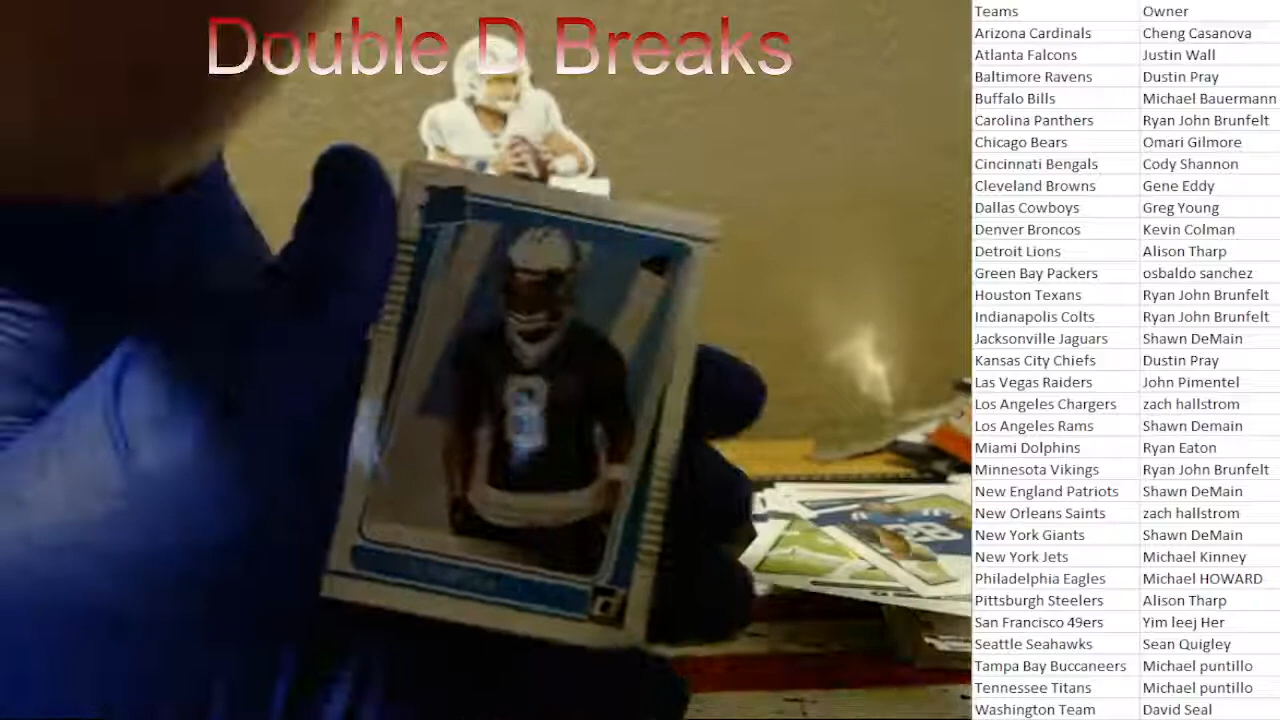 Double D Breaks
Teams Owner
Arizona Cardinals Cheng Casanova
Atlanta Falcons Justin Wall
Baltimore Ravens Dustin Pray
Buffalo Bills Michael Bauermann
Carolina Panthers Ryan John Brunfelt
Chicago Bears Omari Gilmore
Cincinnati Bengals Cody Shannon
Cleveland Browns Gene Eddy
Dallas Cowboys Greg Young
Denver Broncos Kevin Colman
Detroit Lions Alison Tharp
Green Bay Packers osbaldo sanchez
Houston Texans Ryan John Brunfelt
Indianapolis Colts Ryan John Brunfelt
Jacksonville Jaguars Shawn DeMain
Kansas City Chiefs Dustin Pray
Las Vegas Raiders John Pimentel
Los Angeles Chargers zach hallstrom
Los Angeles Rams Shawn Demain
Miami Dolphins Ryan Eaton
Minnesota Vikings Ryan John Brunfelt
New England Patriots Shawn DeMain
New Orleans Saints zach hallstrom
New York Giants Shawn DeMain
New York Jets Michael Kinney
Philadelphia Eagles Michael HOWARD
Pittsburgh Steelers Alison Tharp
San Francisco 49ers Yim leej Her
Seattle Seahawks Sean Quigley
Tampa Bay Buccaneers Michael puntillo
Tennessee Titans Michael puntillo
Washington Team David Seal
8
28